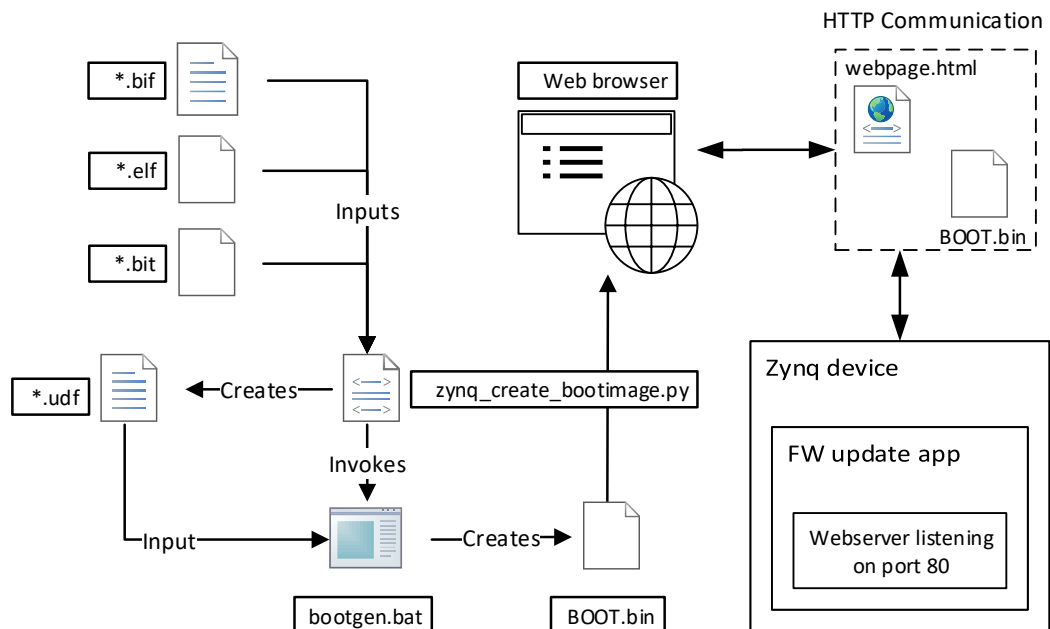 HTTP Communication
*.bif
Web browser
webpage.html
*.elf
Inputs
BOOT.bin
*.bit
Zynq device
*.udf
Creates
zynq_create_bootimage.py
FW update app
Invokes
Input
Creates
Webserver listening
on port 80
bootgen.bat
BOOT.bin